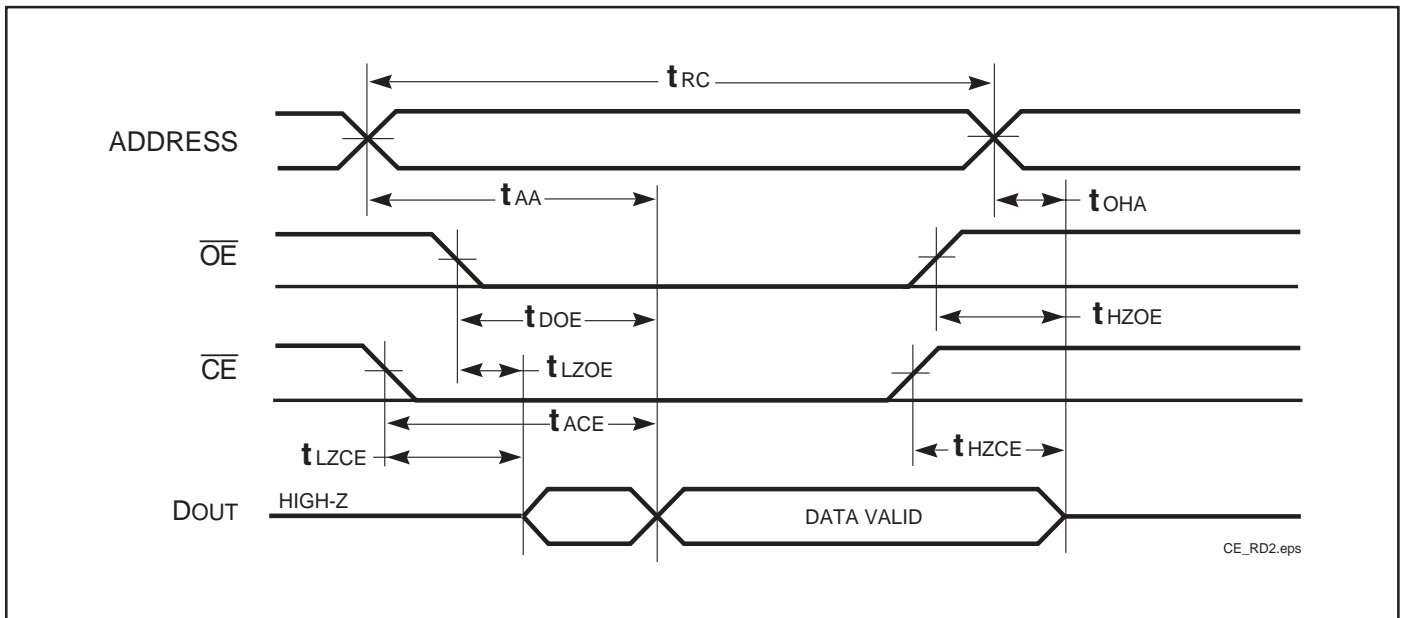 tRC
ADDRESS
tAA
tOHA
OE
tDOE
tHZOE
CE
tLZOE
tACE
tLZCE
tHZCE
DOUT
HIGH-Z
DATA VALID
CE_RD2.eps